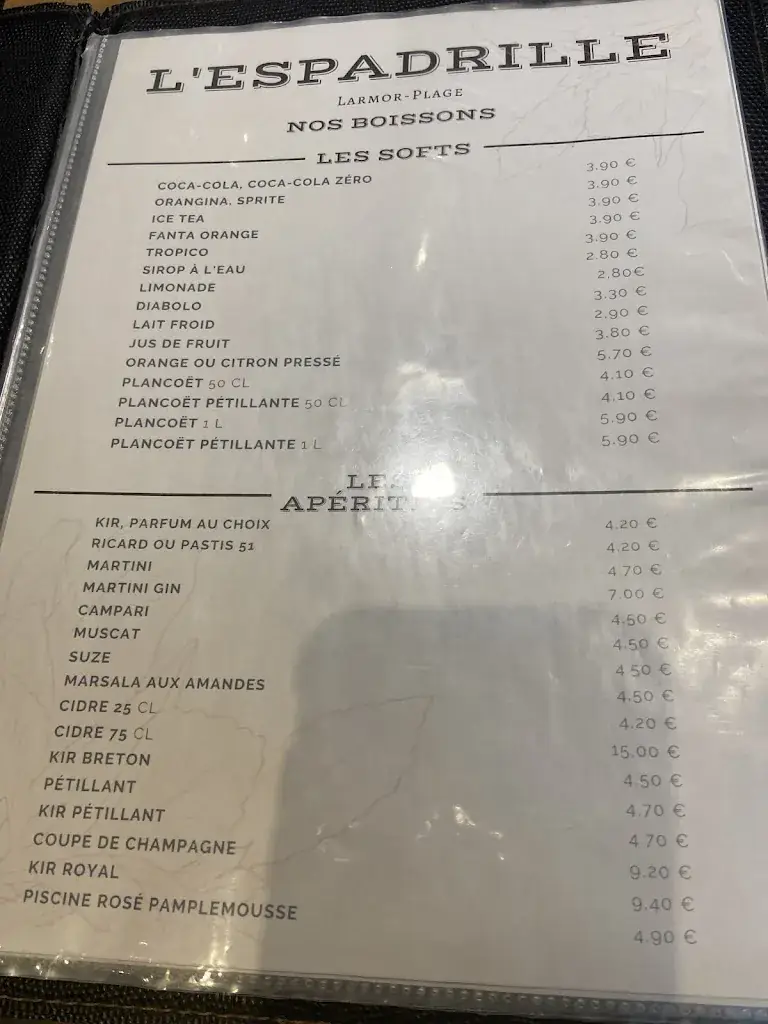 L'ESPADRILLE
LARMOR-PLAGE
NOS BOISSONS
LES SOFTS
COCA-COLA, COCA-COLA ZÉRO 3.90 €
ORANGINA, SPRITE 3.90 €
ICE TEA 3.90 €
FANTA ORANGE 3.90 €
TROPICO 3.90 €
SIROP À L'EAU 2.80 €
LIMONADE 2,80€
DIABOLO 3.30 €
LAIT FROID 2.90 €
JUS DE FRUIT 3.80 €
ORANGE OU CITRON PRESSÉ 5.70 €
PLANCOËT 50 CL 4.10 €
PLANCOËT PÉTILLANTE 50 CL 4.10 €
PLANCOËT 1 L 5.90 €
PLANCOËT PÉTILLANTE 1 L 5.90 €
LES
APÉRITIFS
KIR, PARFUM AU CHOIX 4.20 €
RICARD OU PASTIS 51 4.20 €
MARTINI 4.70 €
MARTINI GIN 7.00 €
CAMPARI 4.50 €
MUSCAT 4.50 €
SUZE 4.50 €
MARSALA AUX AMANDES 4.50 €
CIDRE 25 CL 4.20 €
CIDRE 75 CL 15.00 €
KIR BRETON 4.50 €
PÉTILLANT 4.70 €
KIR PÉTILLANT 4.70 €
COUPE DE CHAMPAGNE 9.20 €
KIR ROYAL 9.40 €
PISCINE ROSÉ PAMPLEMOUSSE 4.90 €